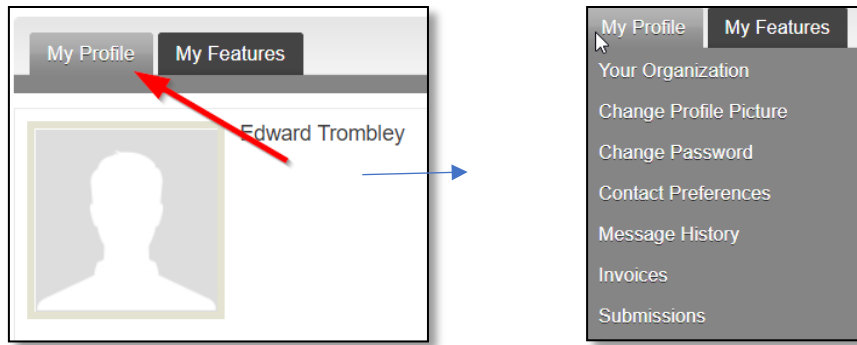 My Profile My Features
Edward Trombley
My Profile My Features
Your Organization
Change Profile Picture
Change Password
Contact Preferences
Message History
Invoices
Submissions